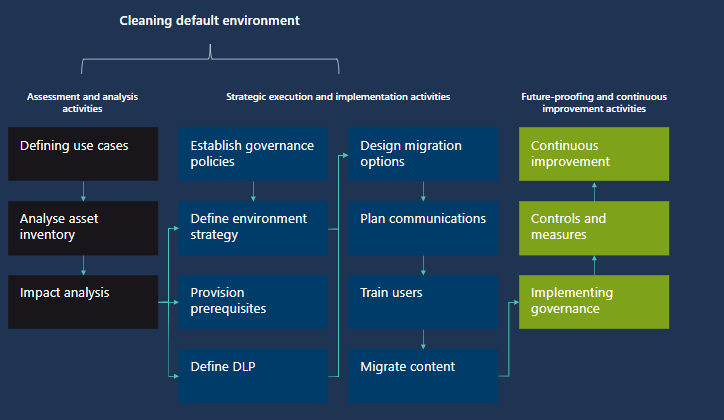 Cleaning default environment
Assessment and analysis
activities
Strategic execution and implementation activities
Future-proofing and continuous
improvement activities
Defining use cases
Analyse asset
inventory
Impact analysis
Establish governance
policies
Define environment
strategy
Provision
prerequisites
Define DLP
Design migration
options
Plan communications
Train users
Migrate content
Continuous
improvement
Controls and
measures
Implementing
governance